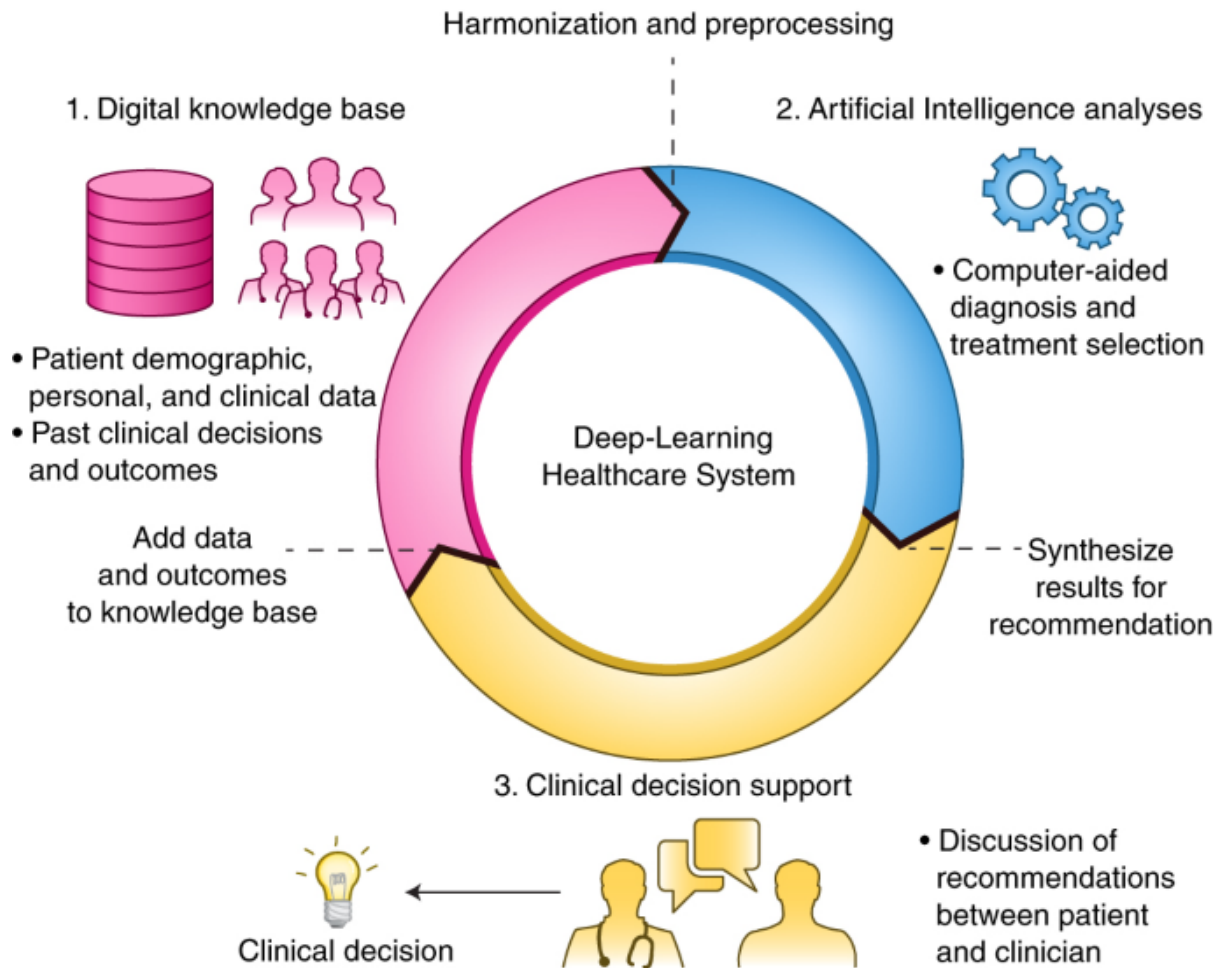 Harmonization and preprocessing
1. Digital knowledge base
2. Artificial Intelligence analyses
• Computer-aided
diagnosis and
treatment selection
• Patient demographic,
personal, and clinical data
• Past clinical decisions
and outcomes
Deep-Learning
Healthcare System
Add data
and outcomes
to knowledge base
Synthesize
results for
recommendation
3. Clinical decision support
• Discussion of
recommendations
between patient
and clinician
Clinical decision